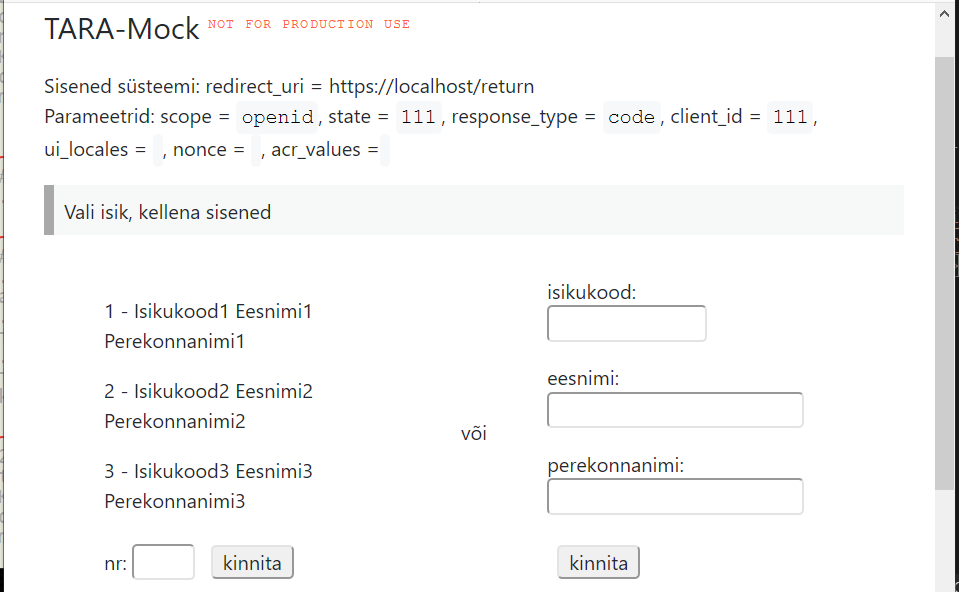 TARA-Mock NOT FOR PRODUCTION USE
Sisened süsteemi: redirect_uri = https://localhost/return
Parameetrid: scope = openid, state = 111, response_type = code, client_id = 111,
ui_locales = , nonce = , acr_values =
Vali isik, kellena sisened
1 - Isikukood1 Eesnimi1
Perekonnanimi1
2 - Isikukood2 Eesnimi2
Perekonnanimi2
3 - Isikukood3 Eesnimi3
Perekonnanimi3
nr: kinnita
või
isikukood:
eesnimi:
perekonnanimi:
kinnita